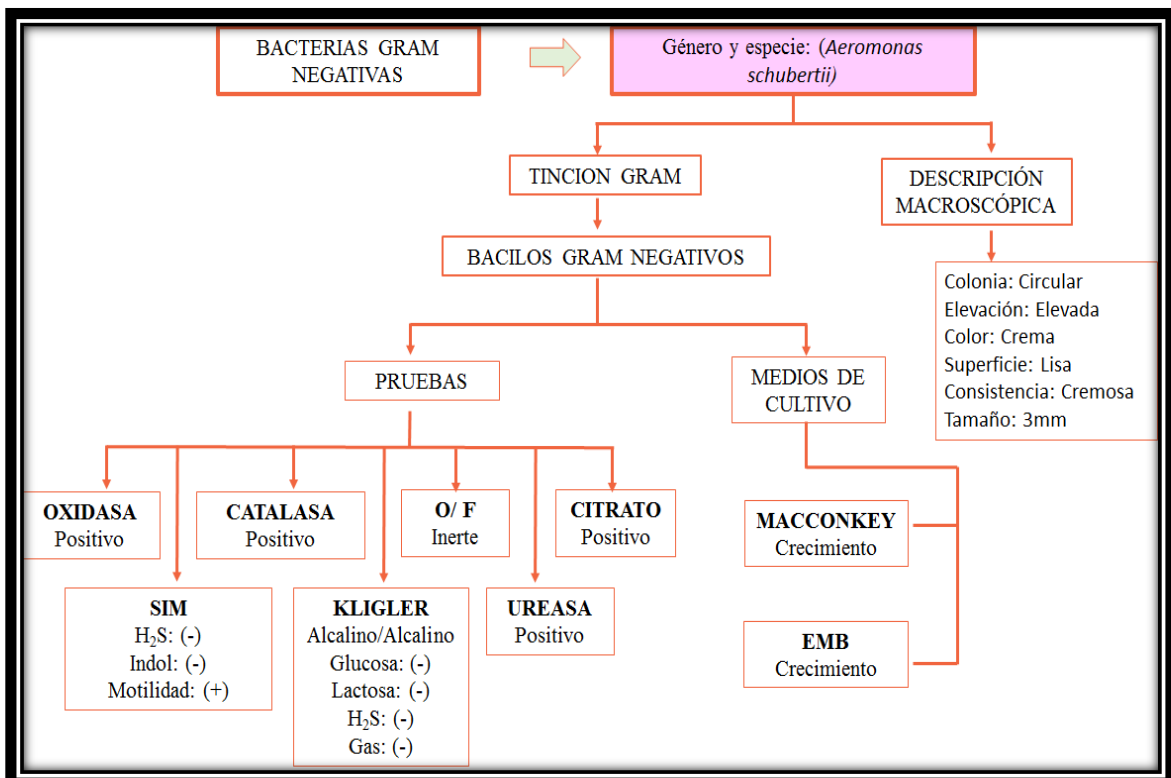 BACTERIAS GRAM
NEGATIVAS
Género y especie: (Aeromonas
schubertii)
TINCION GRAM
DESCRIPCIÓN
MACROSCÓPICA
BACILOS GRAM NEGATIVOS
Colonia: Circular
Elevación: Elevada
Color: Crema
Superficie: Lisa
Consistencia: Cremosa
Tamaño: 3mm
PRUEBAS
MEDIOS DE
CULTIVO
OXIDASA
Positivo
CATALASA
Positivo
O/ F
Inerte
CITRATO
Positivo
MACCONKEY
Crecimiento
SIM
H₂S: (-)
Indol: (-)
Motilidad: (+)
KLIGLER
Alcalino/Alcalino
Glucosa: (-)
Lactosa: (-)
H₂S: (-)
Gas: (-)
UREASA
Positivo
EMB
Crecimiento